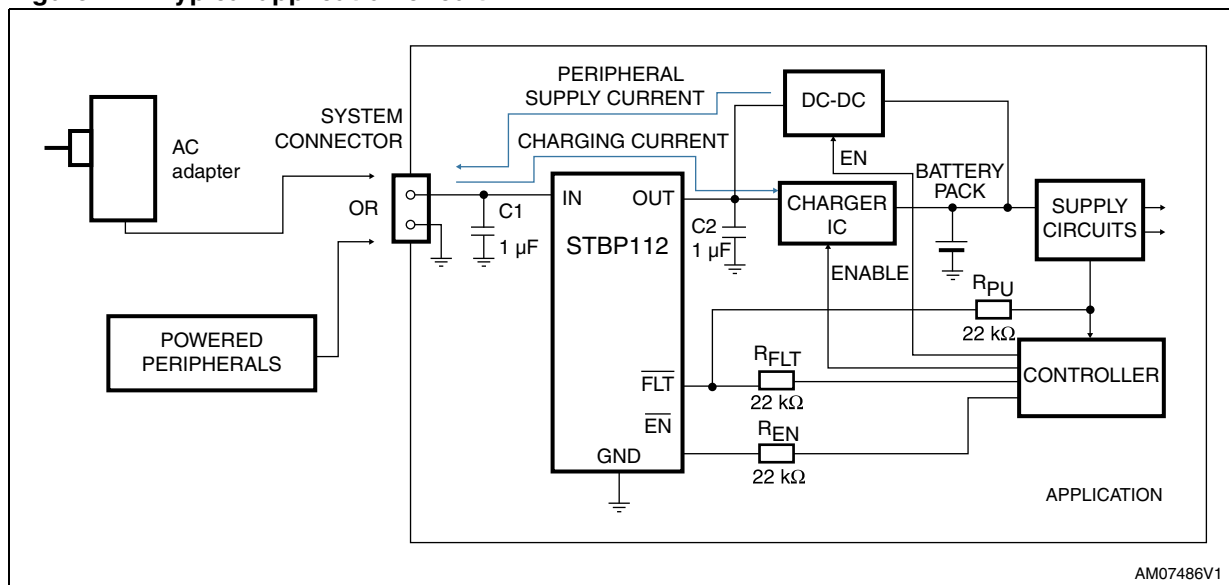 AC
adapter
POWERED
PERIPHERALS
SYSTEM
CONNECTOR
OR
PERIPHERAL
SUPPLY CURRENT
CHARGING CURRENT
C1
1 µF
IN
OUT
STBP112
FLT
EN
GND
C2
1 µF
DC-DC
EN
CHARGER
IC
ENABLE
BATTERY
PACK
SUPPLY
CIRCUITS
RPU
22 kΩ
RFLT
22 kΩ
REN
22 kΩ
CONTROLLER
APPLICATION
AM07486V1